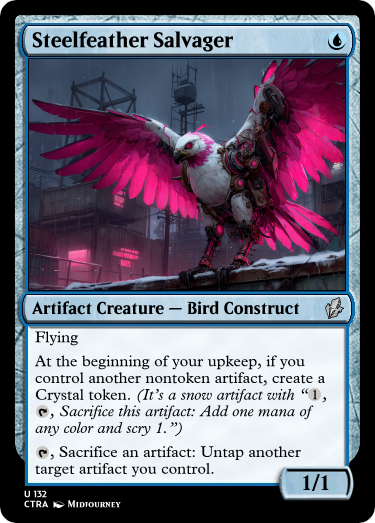 Steelfeather Salvager
Artifact Creature — Bird Construct
Flying
At the beginning of your upkeep, if you
control another nontoken artifact, create a
Crystal token. (It's a snow artifact with “1,
, Sacrifice this artifact: Add one mana of
any color and scry 1.”)
, Sacrifice an artifact: Untap another
target artifact you control.
1/1
U 132
CTRA Midjourney